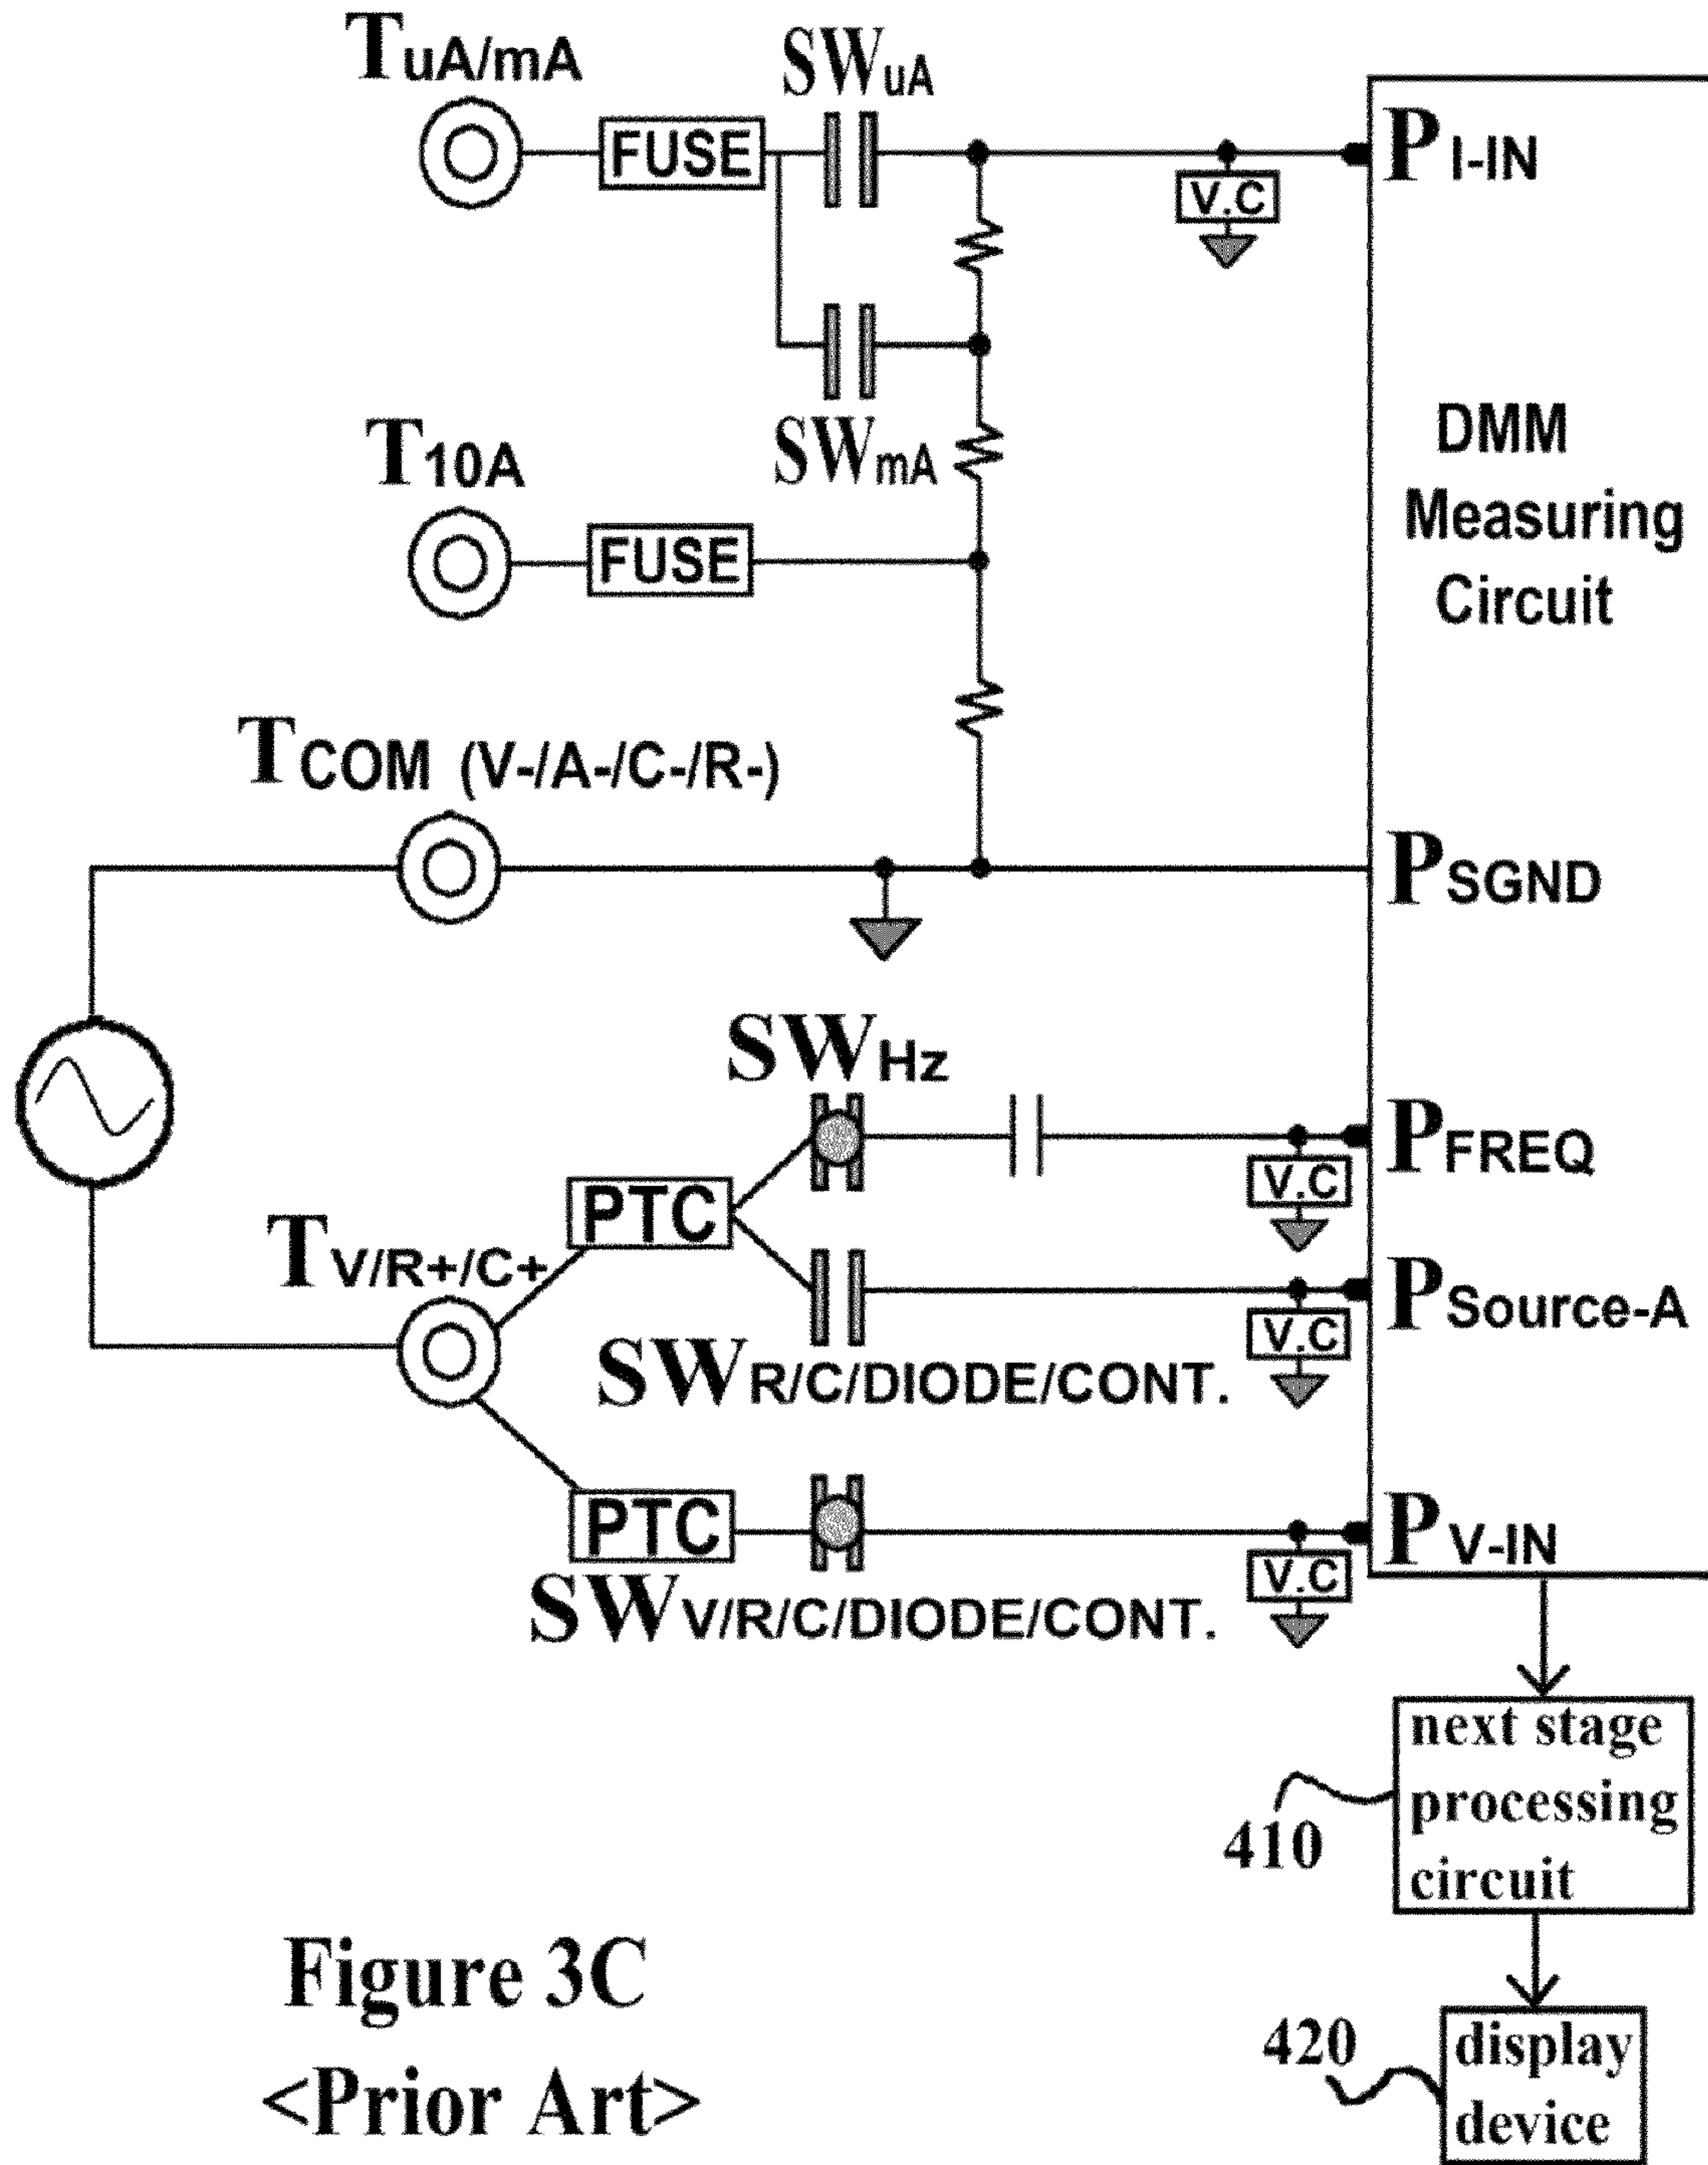 TuA/mA
SWuA
FUSE
PI-IN
V.C
SWmA
DMM
Measuring
Circuit
T10A
FUSE
TCOM (V-/A-/C-/R-)
PSGND
SWHz
PTC
PFREQ
V.C
TV/R+/C+
PSource-A
V.C
SWR/C/DIODE/CONT.
PTC
PV-IN
V.C
SWV/R/C/DIODE/CONT.
next stage
processing
circuit
410
Figure 3C
<Prior Art>
420
display
device